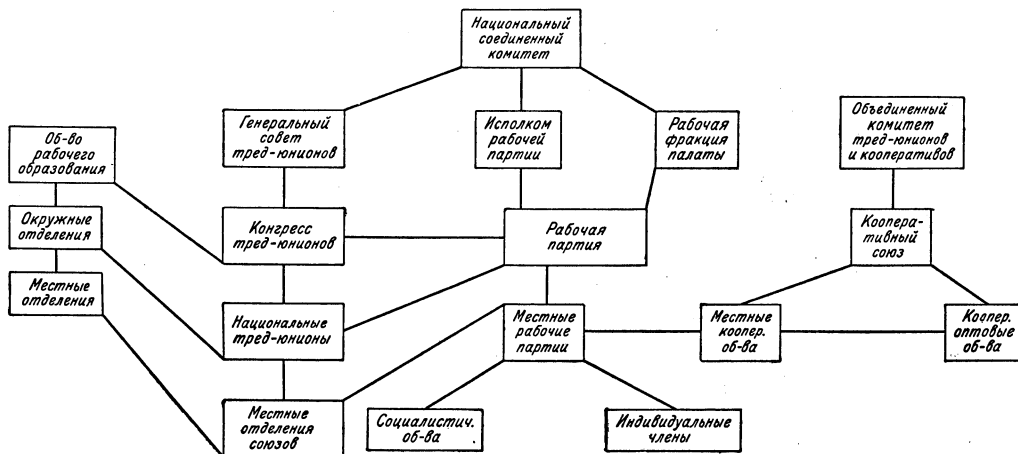 Национальный
соединенный
комитет
Генеральный
совет
тред-юнионов
Исполком
рабочей
партии
Рабочая
фракция
палаты
Объединенный
комитет
тред-юнионов
и кооперативов
Об-во
рабочего
образования
Окружные
отделения
Конгресс
тред-юнионов
Рабочая
партия
Коопера-
тивный
союз
Местные
отделения
Национальные
тред-юнионы
Местные
рабочие
партии
Местные
коопер.
об-ва
Коопер.
оптовые
об-ва
Местные
отделения
союзов
Социалистич.
об-ва
Индивидуальные
члены